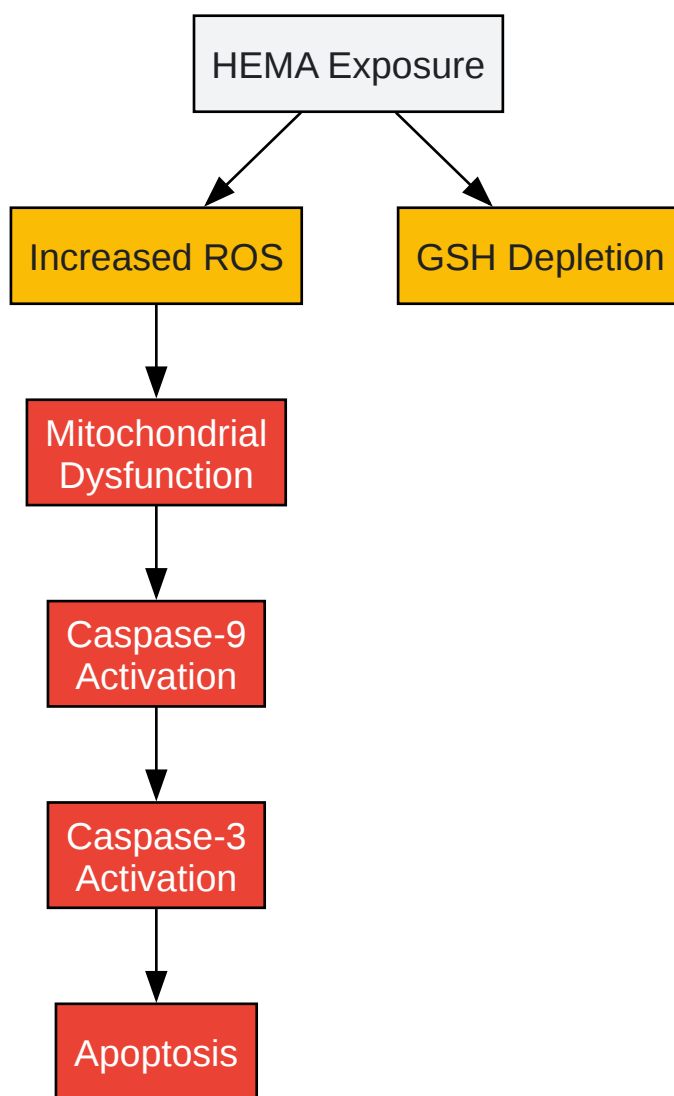 HEMA Exposure
Increased ROS
GSH Depletion
Mitochondrial
Dysfunction
Caspase-9
Activation
Caspase-3
Activation
Apoptosis